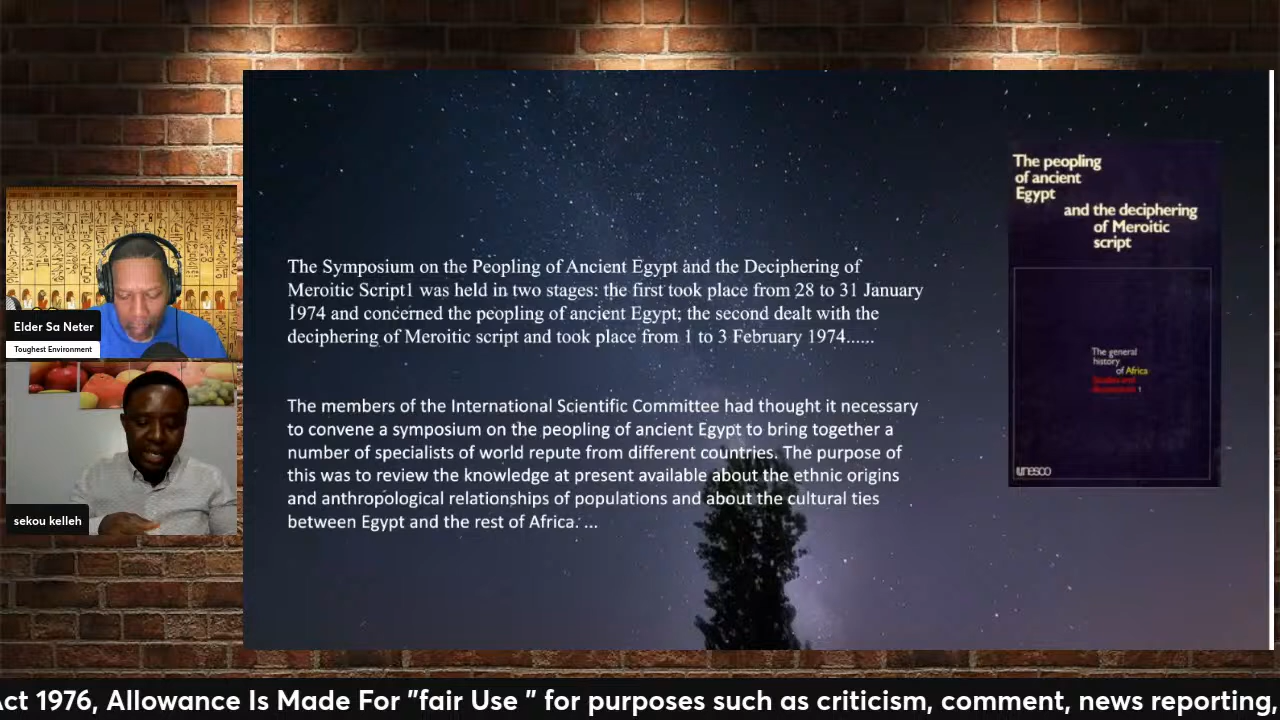 The Symposium on the Peopling of Ancient Egypt and the Deciphering of
Meroitic Script1 was held in two stages: the first took place from 28 to 31 January
1974 and concerned the peopling of ancient Egypt; the second dealt with the
deciphering of Meroitic script and took place from 1 to 3 February 1974......
The members of the International Scientific Committee had thought it necessary
to convene a symposium on the peopling of ancient Egypt to bring together a
number of specialists of world repute from different countries. The purpose of
this was to review the knowledge at present available about the ethnic origins
and anthropological relationships of populations and about the cultural ties
between Egypt and the rest of Africa. ...
The peopling
of ancient
Egypt
and the deciphering
of Meroitic
script
The general
history
of Africa
unesco
Elder Sa Neter
Toughest Environment
sekou kelleh
Act 1976, Allowance Is Made For "fair Use " for purposes such as criticism, comment, news reporting,